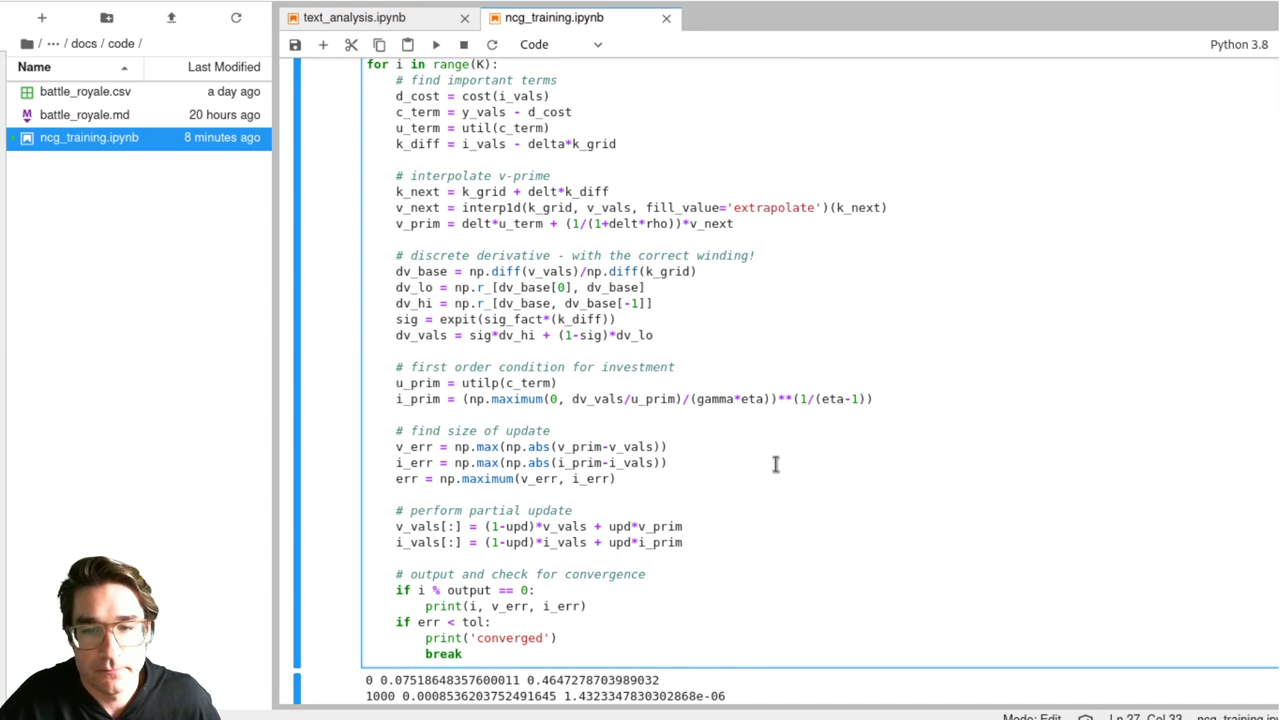 text_analysis.ipynb
ncg_training.ipynb
/ ··· / docs / code /
Code
Python 3.8
Name
Last Modified
battle_royale.csv
a day ago
battle_royale.md
20 hours ago
ncg_training.ipynb
8 minutes ago
for i in range(K):
# find important terms
d_cost = cost(i_vals)
c_term = y_vals - d_cost
u_term = util(c_term)
k_diff = i_vals - delta*k_grid
# interpolate v-prime
k_next = k_grid + delt*k_diff
v_next = interp1d(k_grid, v_vals, fill_value='extrapolate')(k_next)
v_prim = delt*u_term + (1/(1+delt*rho))*v_next
# discrete derivative - with the correct winding!
dv_base = np.diff(v_vals)/np.diff(k_grid)
dv_lo = np.r_[dv_base[0], dv_base]
dv_hi = np.r_[dv_base, dv_base[-1]]
sig = expit(sig_fact*(k_diff))
dv_vals = sig*dv_hi + (1-sig)*dv_lo
# first order condition for investment
u_prim = utilp(c_term)
i_prim = (np.maximum(0, dv_vals/u_prim)/(gamma*eta))**(1/(eta-1))
# find size of update
v_err = np.max(np.abs(v_prim-v_vals))
i_err = np.max(np.abs(i_prim-i_vals))
err = np.maximum(v_err, i_err)
# perform partial update
v_vals[:] = (1-upd)*v_vals + upd*v_prim
i_vals[:] = (1-upd)*i_vals + upd*i_prim
# output and check for convergence
if i % output == 0:
print(i, v_err, i_err)
if err < tol:
print('converged')
break
0 0.07518648357600011 0.4647278703989032
1000 0.0008536203752491645 1.4323347830302868e-06
Mode: Edit
Ln 27, Col 33
ncg_training.ip